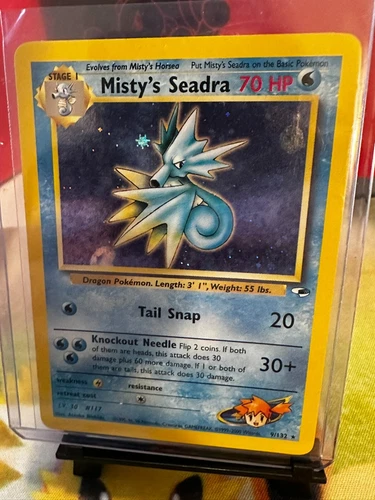 Evolves from Misty's Horsea Put Misty's Seadra on the Basic Pokémon
STAGE 1
Misty's Seadra 70 HP
Dragon Pokémon. Length: 3' 1", Weight: 55 lbs.
Tail Snap 20
Knockout Needle Flip 2 coins. If both
of them are heads, this attack does 30
damage plus 60 more damage. If 1 or both of
them are tails, this attack does 30 damage.
30+
weakness resistance
retreat cost
9/132